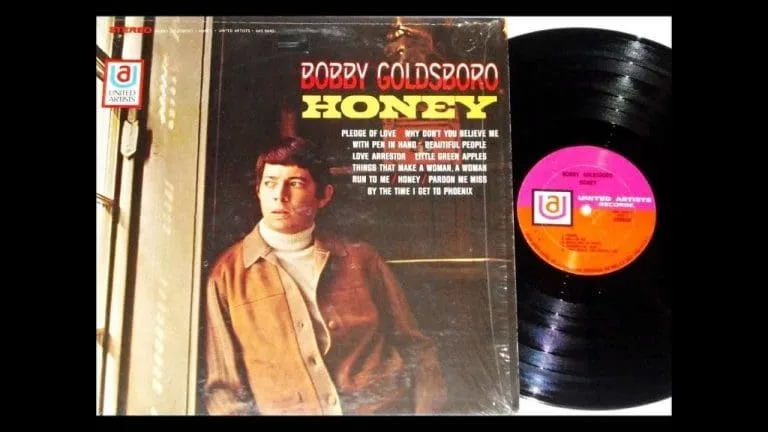 STEREO
UNITED
ARTISTS
BOBBY GOLDSBORO
HONEY
PLEDGE OF LOVE WHY DON'T YOU BELIEVE ME
WITH PEN IN HAND BEAUTIFUL PEOPLE
LOVE ARRESTOR LITTLE GREEN APPLES
THINGS THAT MAKE A WOMAN, A WOMAN
RUN TO ME / HONEY / PARDON ME MISS
BY THE TIME I GET TO PHOENIX
BOBBY GOLDSBORO
HONEY
UNITED ARTISTS
RECORDS